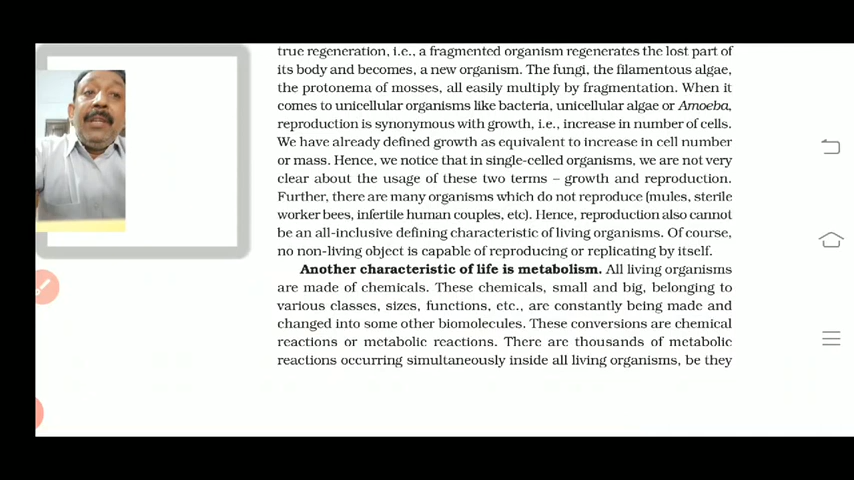 true regeneration, i.e., a fragmented organism regenerates the lost part of
its body and becomes, a new organism. The fungi, the filamentous algae,
the protonema of mosses, all easily multiply by fragmentation. When it
comes to unicellular organisms like bacteria, unicellular algae or Amoeba,
reproduction is synonymous with growth, i.e., increase in number of cells.
We have already defined growth as equivalent to increase in cell number
or mass. Hence, we notice that in single-celled organisms, we are not very
clear about the usage of these two terms – growth and reproduction.
Further, there are many organisms which do not reproduce (mules, sterile
worker bees, infertile human couples, etc). Hence, reproduction also cannot
be an all-inclusive defining characteristic of living organisms. Of course,
no non-living object is capable of reproducing or replicating by itself.
Another characteristic of life is metabolism. All living organisms
are made of chemicals. These chemicals, small and big, belonging to
various classes, sizes, functions, etc., are constantly being made and
changed into some other biomolecules. These conversions are chemical
reactions or metabolic reactions. There are thousands of metabolic
reactions occurring simultaneously inside all living organisms, be they